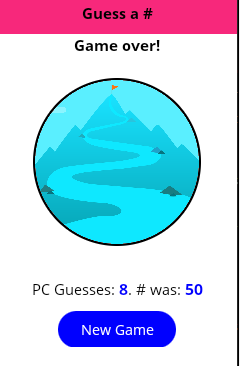 Guess a #
Game over!
PC Guesses: 8. # was: 50
New Game